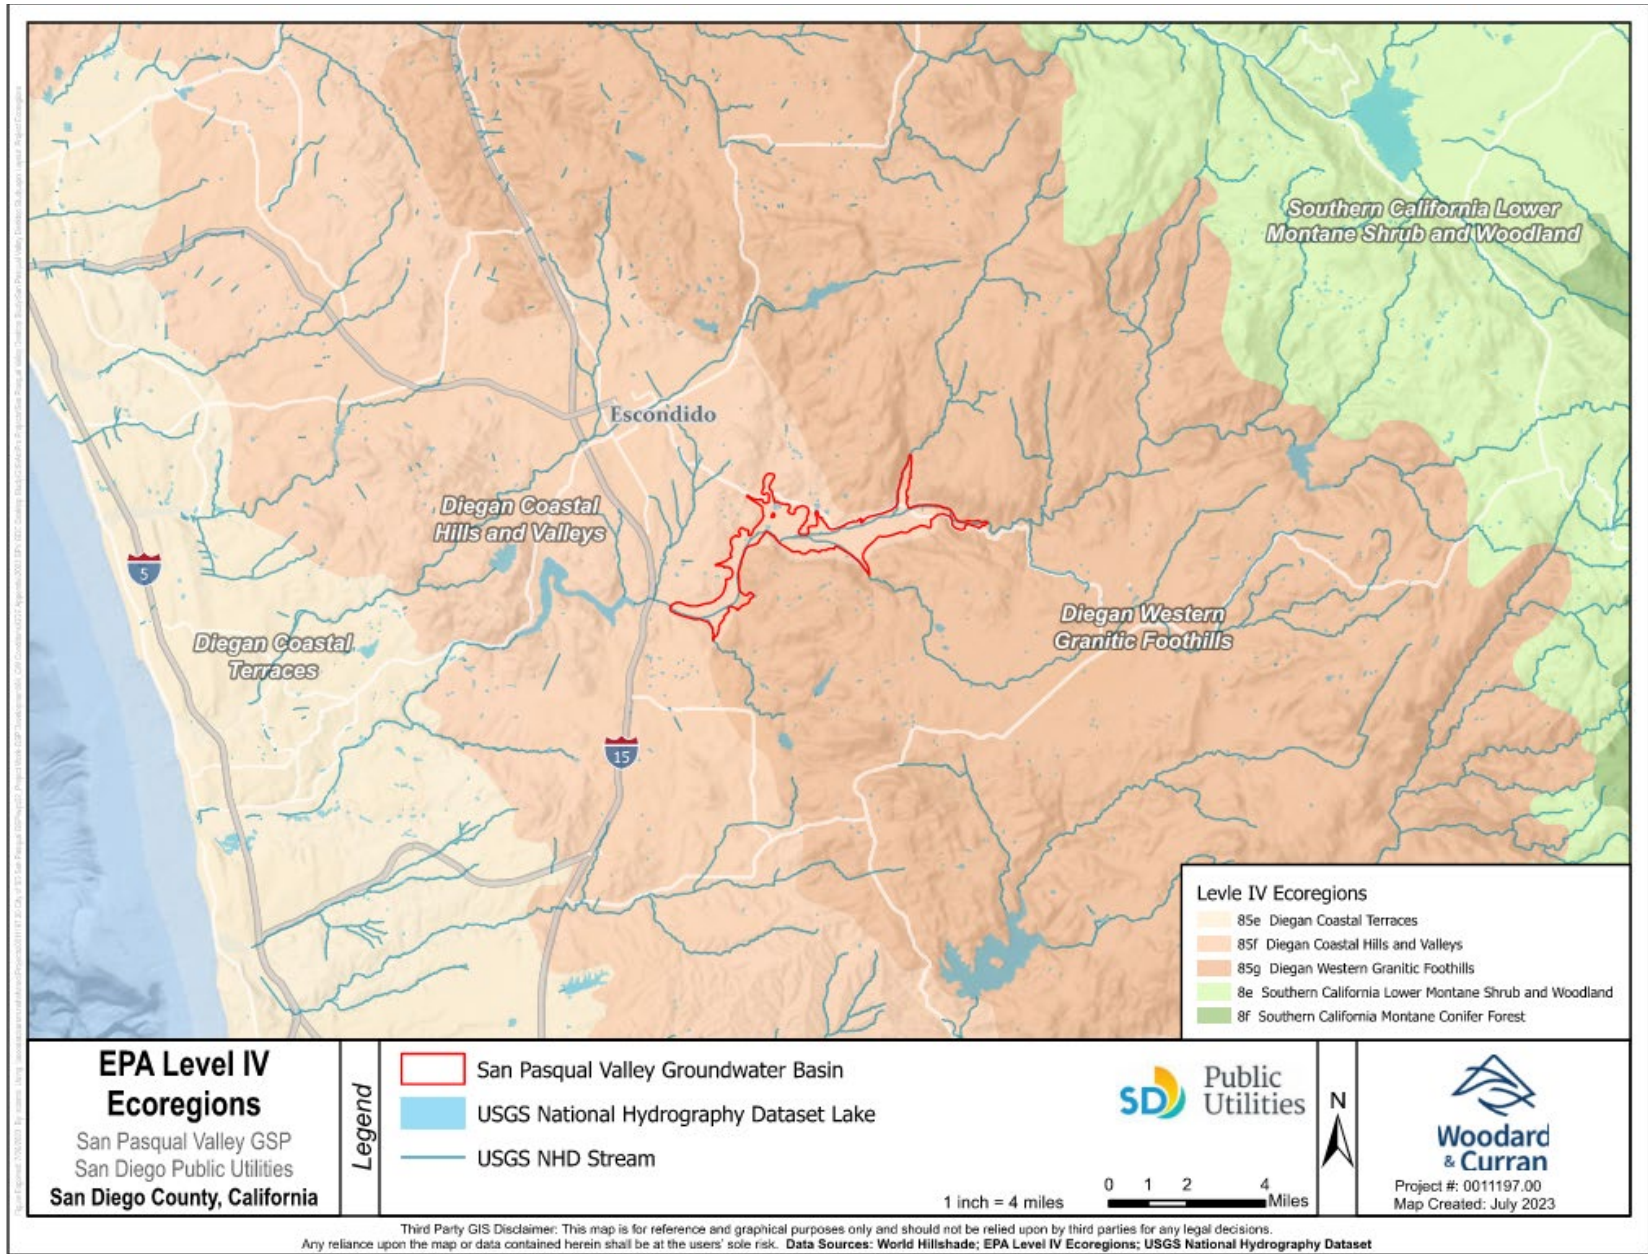 Southern California Lower
Montane Shrub and Woodland
Escondido
Diegan Coastal
Hills and Valleys
5
Diegan Coastal
Terraces
Diegan Western
Granitic Foothills
15
Levle IV Ecoregions
85e Diegan Coastal Terraces
85f Diegan Coastal Hills and Valleys
85g Diegan Western Granitic Foothills
8e Southern California Lower Montane Shrub and Woodland
8f Southern California Montane Conifer Forest
EPA Level IV
Ecoregions
San Pasqual Valley GSP
San Diego Public Utilities
San Diego County, California
Legend
San Pasqual Valley Groundwater Basin
USGS National Hydrography Dataset Lake
USGS NHD Stream
SD Public
Utilities
1 inch = 4 miles
0 1 2 4
Miles
N
Woodard
& Curran
Project #: 0011197.00
Map Created: July 2023
Third Party GIS Disclaimer: This map is for reference and graphical purposes only and should not be relied upon by third parties for any legal decisions.
Any reliance upon the map or data contained herein shall be at the users' sole risk. Data Sources: World Hillshade; EPA Level IV Ecoregions; USGS National Hydrography Dataset